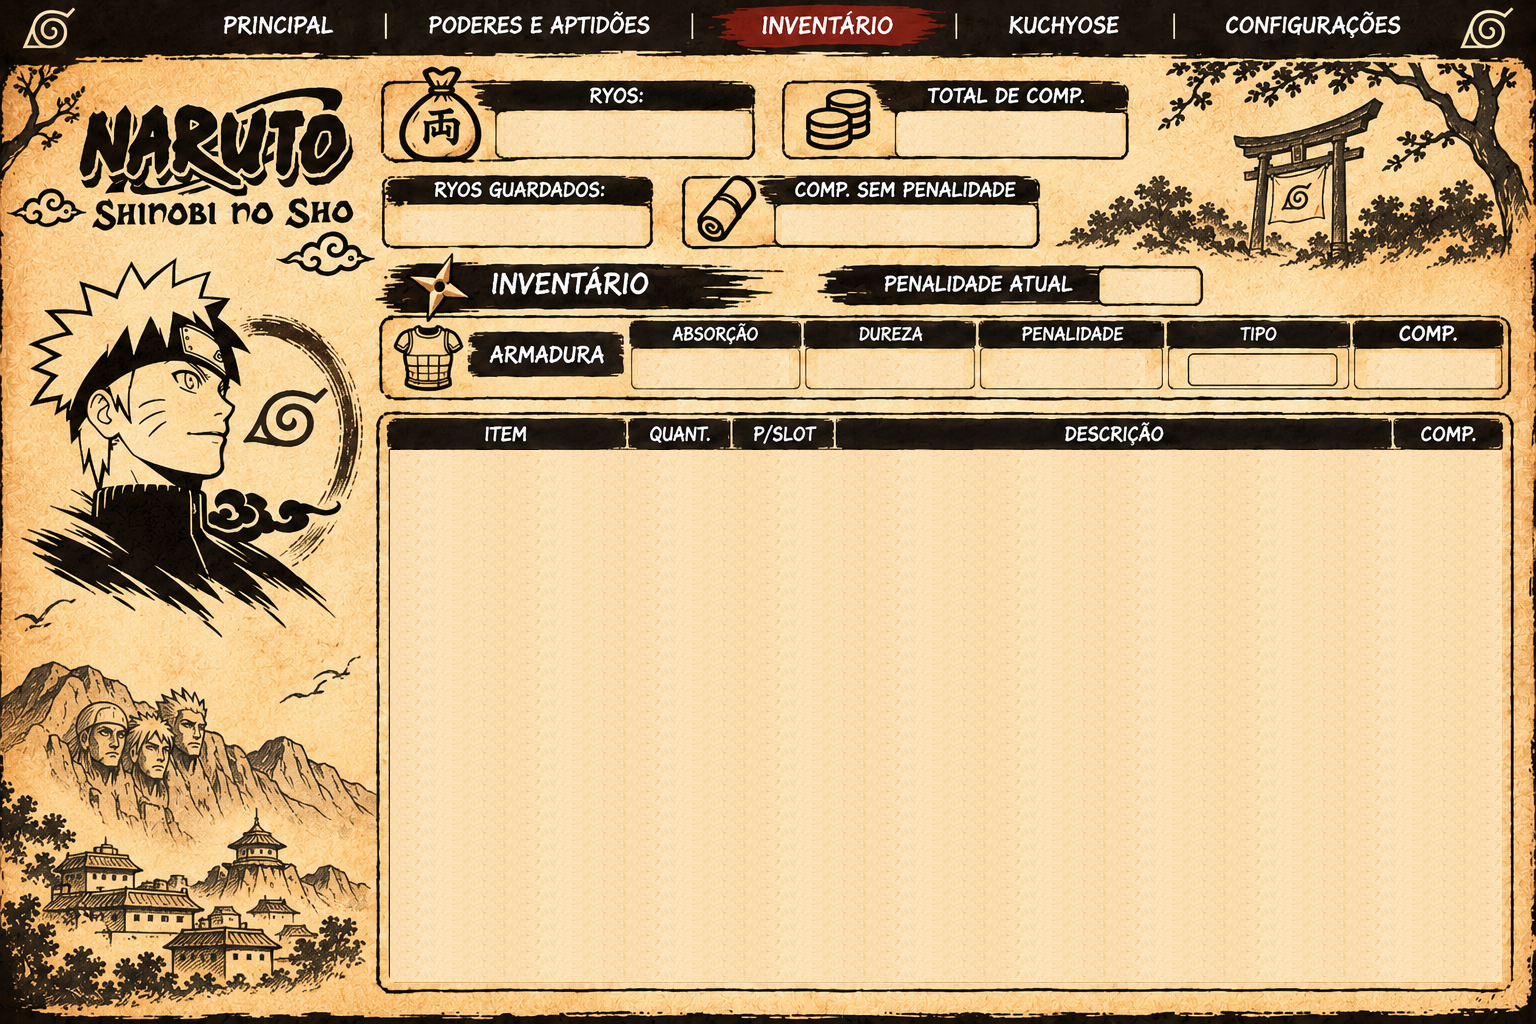 PRINCIPAL | PODERES E APTIDÕES | INVENTÁRIO | KUCHYOSE | CONFIGURAÇÕES
NARUTO
SHINOBI NO SHO
両
RYOS:
TOTAL DE COMP.
RYOS GUARDADOS:
COMP. SEM PENALIDADE
INVENTÁRIO
PENALIDADE ATUAL
ARMADURA
ABSORÇÃO
DUREZA
PENALIDADE
TIPO
COMP.
ITEM
QUANT.
P/SLOT
DESCRIÇÃO
COMP.